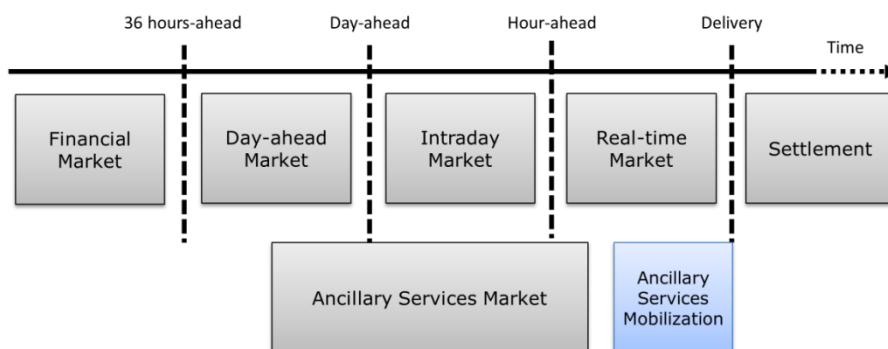 36 hours-ahead
Day-ahead
Hour-ahead
Delivery
Time
Financial
Market
Day-ahead
Market
Intraday
Market
Real-time
Market
Settlement
Ancillary Services Market
Ancillary
Services
Mobilization